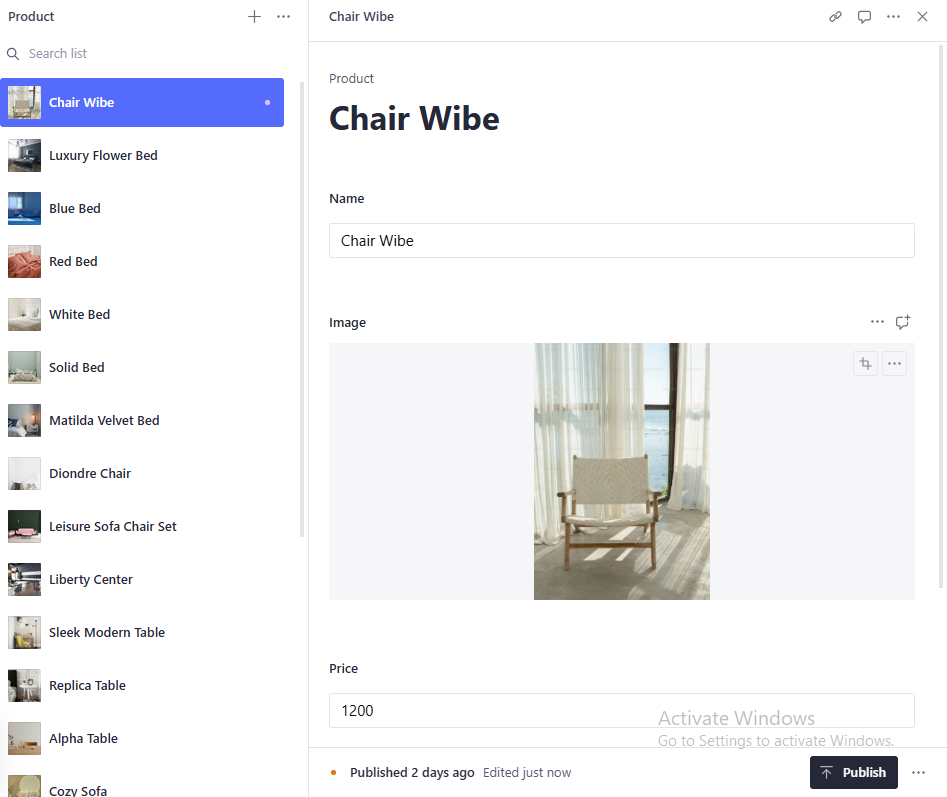 Product
Search list
Chair Wibe
Luxury Flower Bed
Blue Bed
Red Bed
White Bed
Solid Bed
Matilda Velvet Bed
Diondre Chair
Leisure Sofa Chair Set
Liberty Center
Sleek Modern Table
Replica Table
Alpha Table
Cozy Sofa
Chair Wibe
Product
Chair Wibe
Name
Chair Wibe
Image
Price
1200
Activate Windows
Go to Settings to activate Windows.
Published 2 days ago Edited just now
Publish